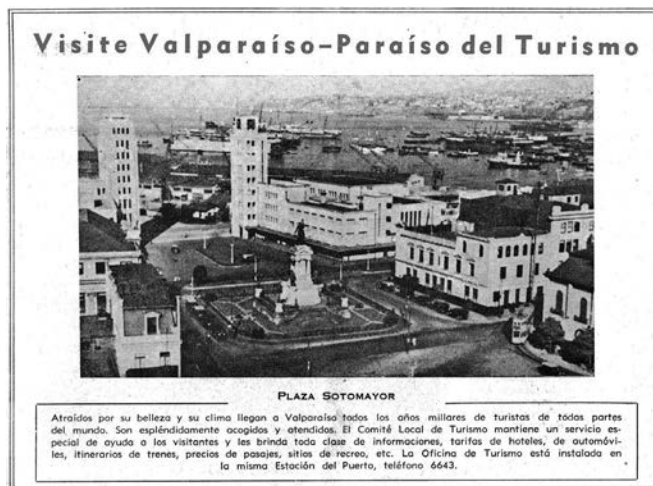 Visite Valparaíso-Paraíso del Turismo
PLAZA SOTOMAYOR
Atraídos por su belleza y su clima llegan a Valparaíso todos los años millares de turistas de todas partes
del mundo. Son espléndidamente acogidos y atendidos. El Comité Local de Turismo mantiene un servicio es-
pecial de ayuda a los visitantes y les brinda toda clase de informaciones, tarifas de hoteles, de automóvi-
les, itinerarios de trenes, precios de pasajes, sitios de recreo, etc. La Oficina de Turismo está instalada en
la misma Estación del Puerto, teléfono 6643.